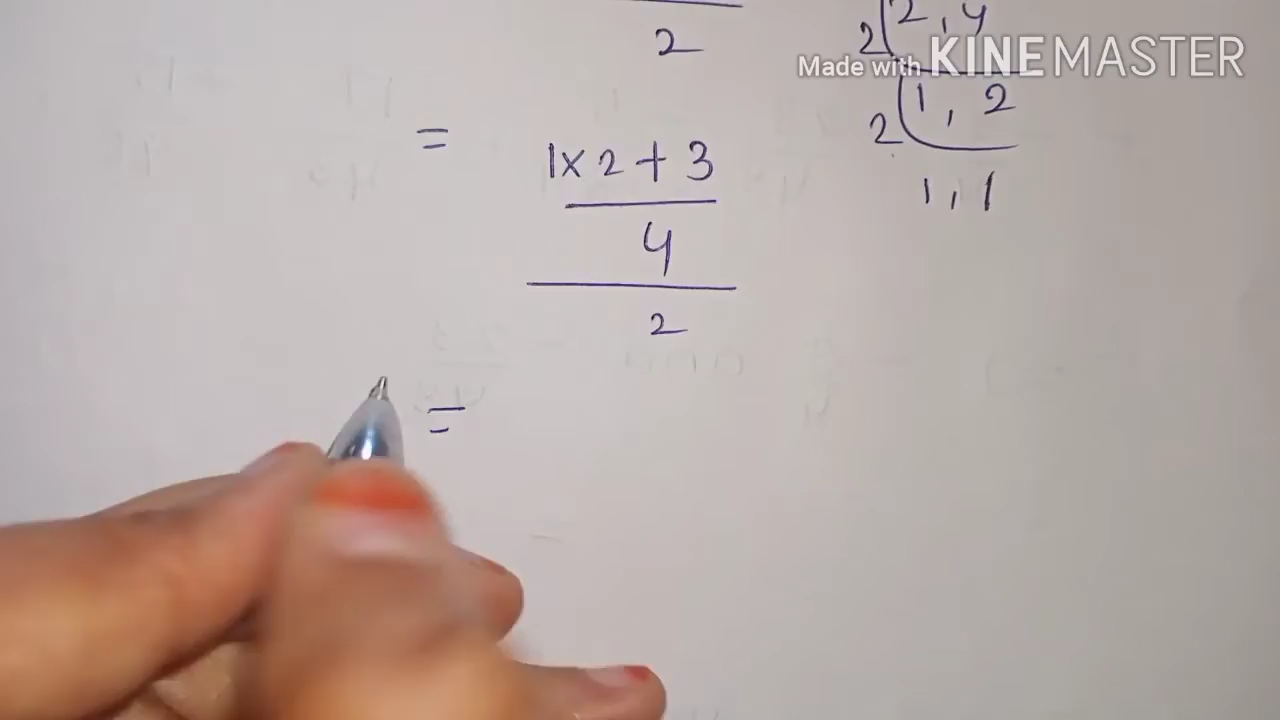 2
2 | 2, 4
Made with KINEMASTER
2 | 1, 2
= 1 x 2 + 3
1, 1
4
2
=